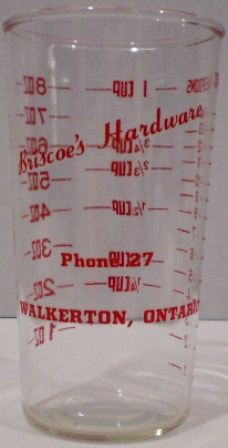 8 OZ 1 CUP
7 OZ
Briscoe's Hardware
6 OZ 3/4 CUP
2/3 CUP
5 OZ
4 OZ 1/2 CUP
3 OZ CUP
Phone 27
2 OZ 1/4 CUP
WALKERTON, ONTARIO
1 OZ